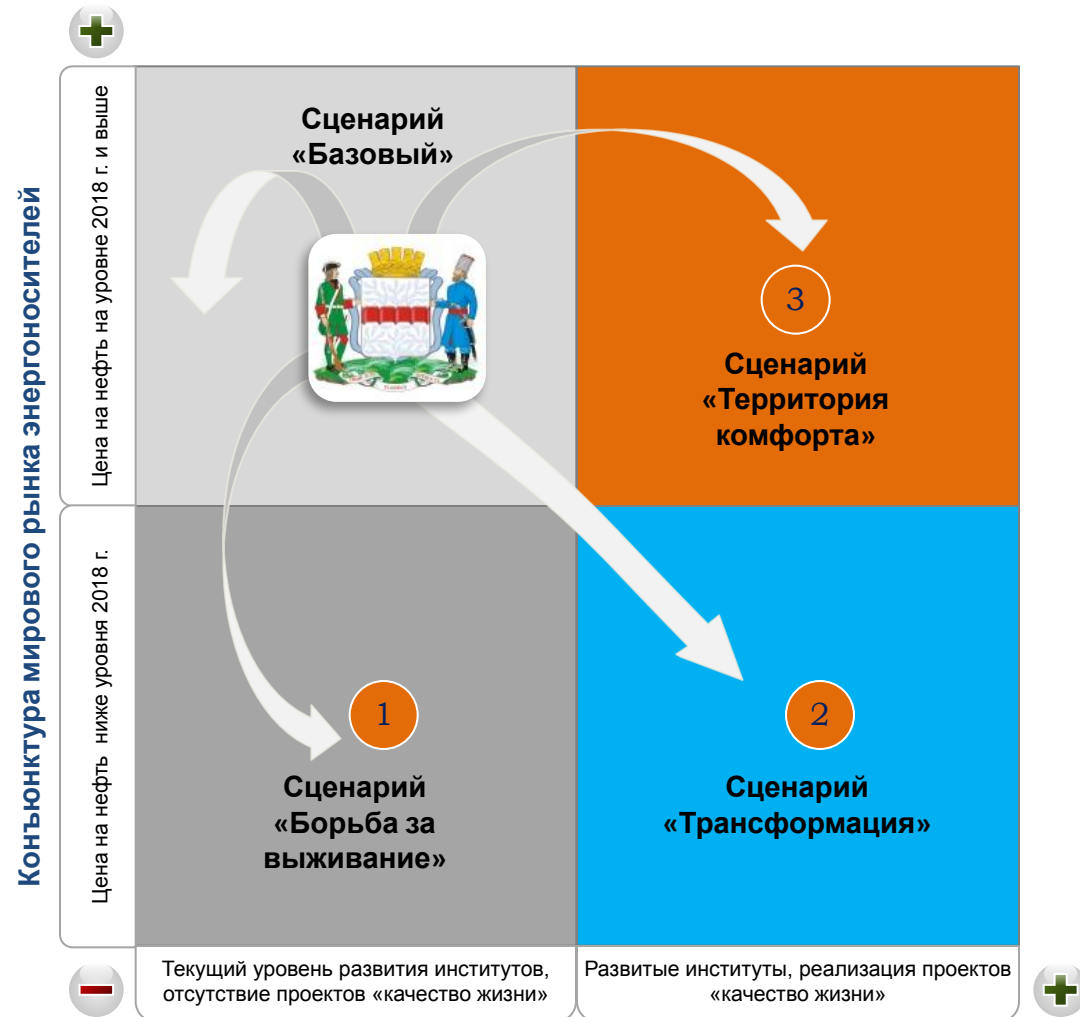 Конъюнктура мирового рынка энергоносителей
Цена на нефть на уровне 2018 г. и выше
Цена на нефть ниже уровня 2018 г.
Сценарий
«Базовый»
3
Сценарий
«Территория
комфорта»
1
Сценарий
«Борьба за
выживание»
2
Сценарий
«Трансформация»
Текущий уровень развития институтов,
отсутствие проектов «качество жизни»
Развитые институты, реализация проектов
«качество жизни»